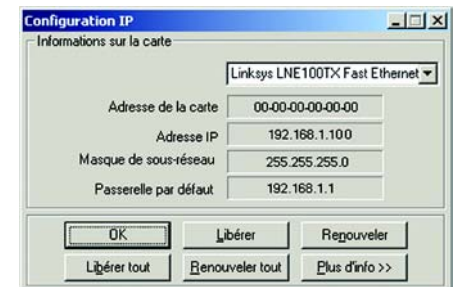 Configuration IP
Informations sur la carte
Linksys LNE100TX Fast Ethernet
Adresse de la carte 00-00-00-00-00-00
Adresse IP 192.168.1.100
Masque de sous-réseau 255.255.255.0
Passerelle par défaut 192.168.1.1
OK Libérer Renouveler
Libérer tout Renouveler tout Plus d'info >>